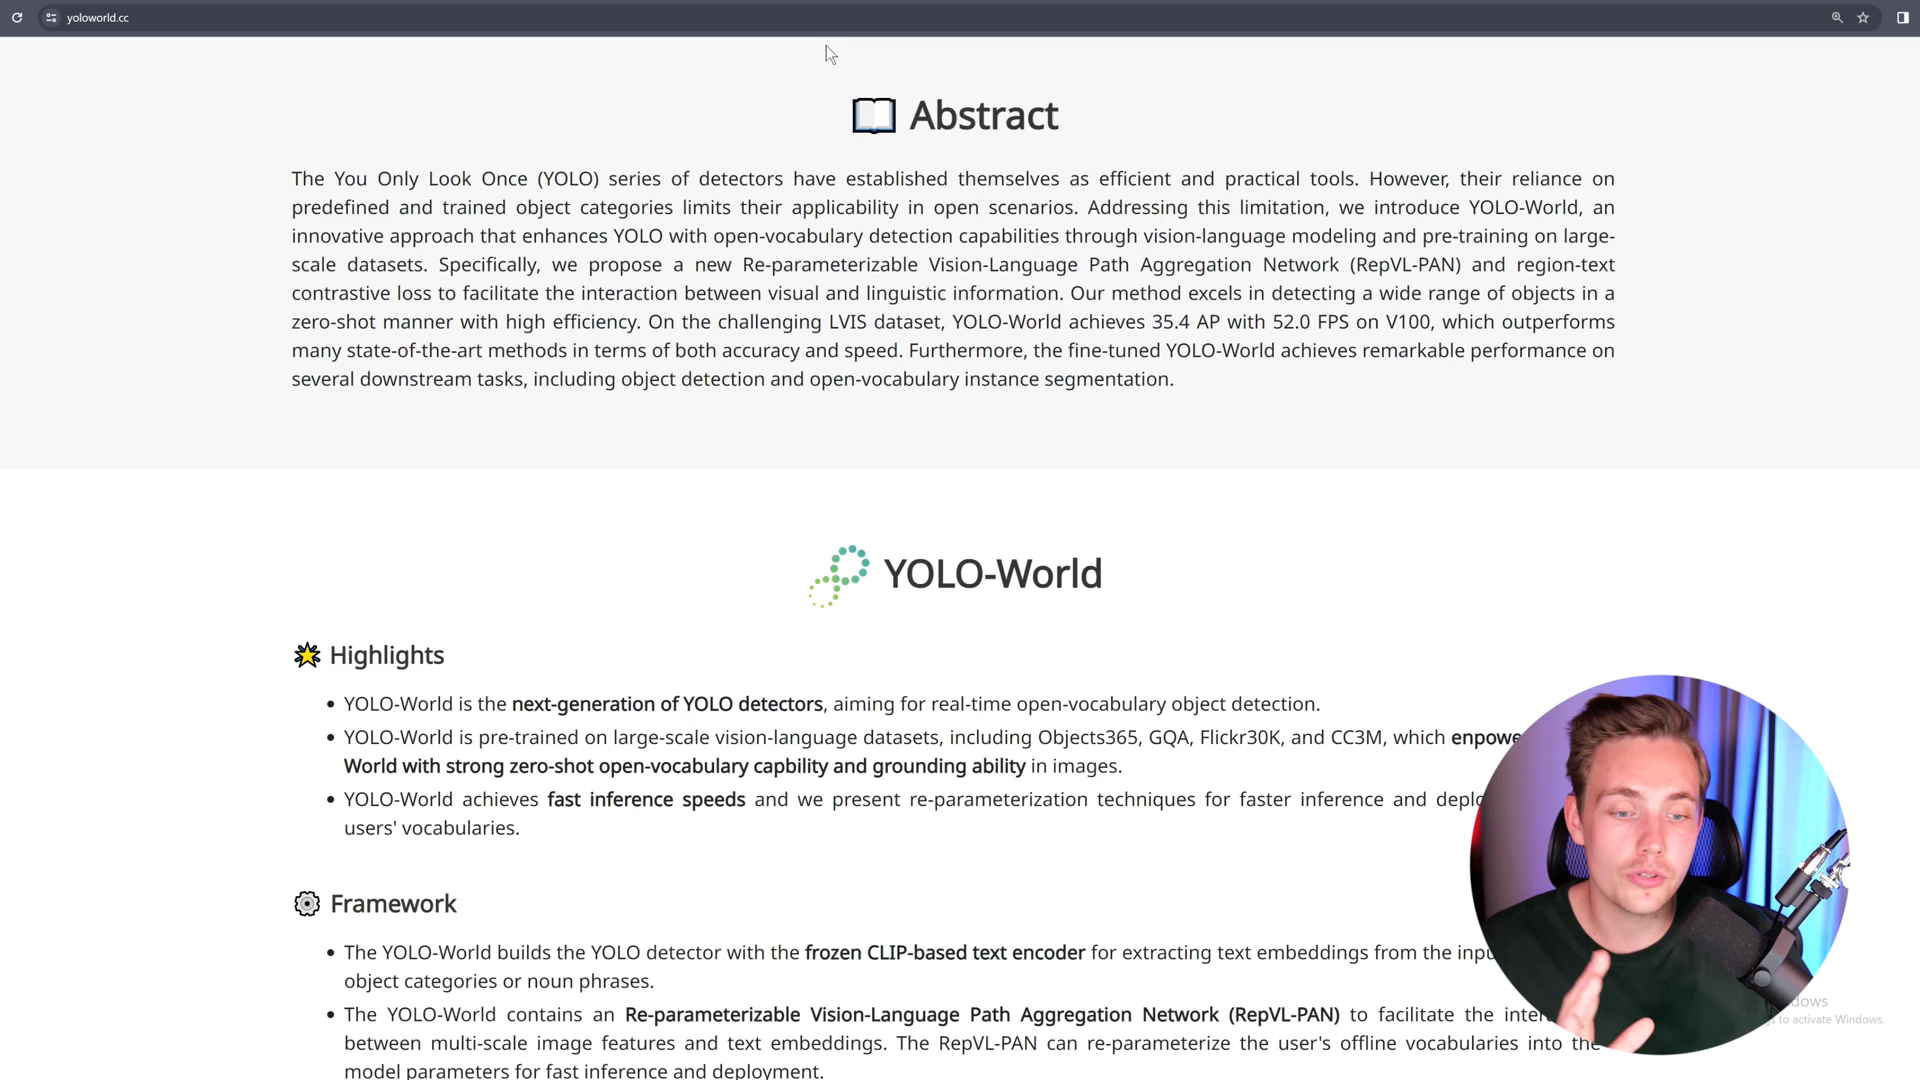 yoloworld.cc
Abstract
The You Only Look Once (YOLO) series of detectors have established themselves as efficient and practical tools. However, their reliance on
predefined and trained object categories limits their applicability in open scenarios. Addressing this limitation, we introduce YOLO-World, an
innovative approach that enhances YOLO with open-vocabulary detection capabilities through vision-language modeling and pre-training on large-
scale datasets. Specifically, we propose a new Re-parameterizable Vision-Language Path Aggregation Network (RepVL-PAN) and region-text
contrastive loss to facilitate the interaction between visual and linguistic information. Our method excels in detecting a wide range of objects in a
zero-shot manner with high efficiency. On the challenging LVIS dataset, YOLO-World achieves 35.4 AP with 52.0 FPS on V100, which outperforms
many state-of-the-art methods in terms of both accuracy and speed. Furthermore, the fine-tuned YOLO-World achieves remarkable performance on
several downstream tasks, including object detection and open-vocabulary instance segmentation.
YOLO-World
Highlights
• YOLO-World is the next-generation of YOLO detectors, aiming for real-time open-vocabulary object detection.
• YOLO-World is pre-trained on large-scale vision-language datasets, including Objects365, GQA, Flickr30K, and CC3M, which enpowe
World with strong zero-shot open-vocabulary capbility and grounding ability in images.
• YOLO-World achieves fast inference speeds and we present re-parameterization techniques for faster inference and deplo
users' vocabularies.
Framework
• The YOLO-World builds the YOLO detector with the frozen CLIP-based text encoder for extracting text embeddings from the inpu
object categories or noun phrases.
• The YOLO-World contains an Re-parameterizable Vision-Language Path Aggregation Network (RepVL-PAN) to facilitate the inter
between multi-scale image features and text embeddings. The RepVL-PAN can re-parameterize the user's offline vocabularies into the
model parameters for fast inference and deployment.
dows
gs to activate Windows.